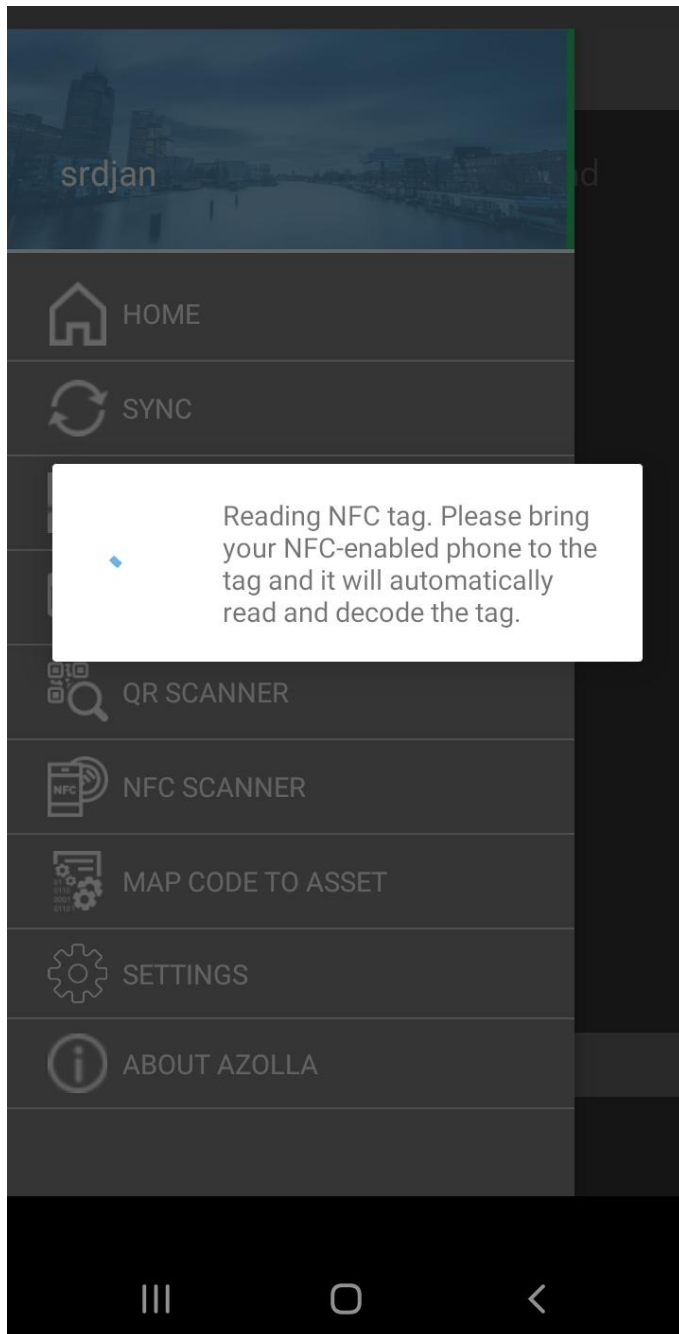 srdjan
nd
HOME
SYNC
Reading NFC tag. Please bring
your NFC-enabled phone to the
tag and it will automatically
read and decode the tag.
QR SCANNER
NFC
NFC SCANNER
MAP CODE TO ASSET
SETTINGS
ABOUT AZOLLA